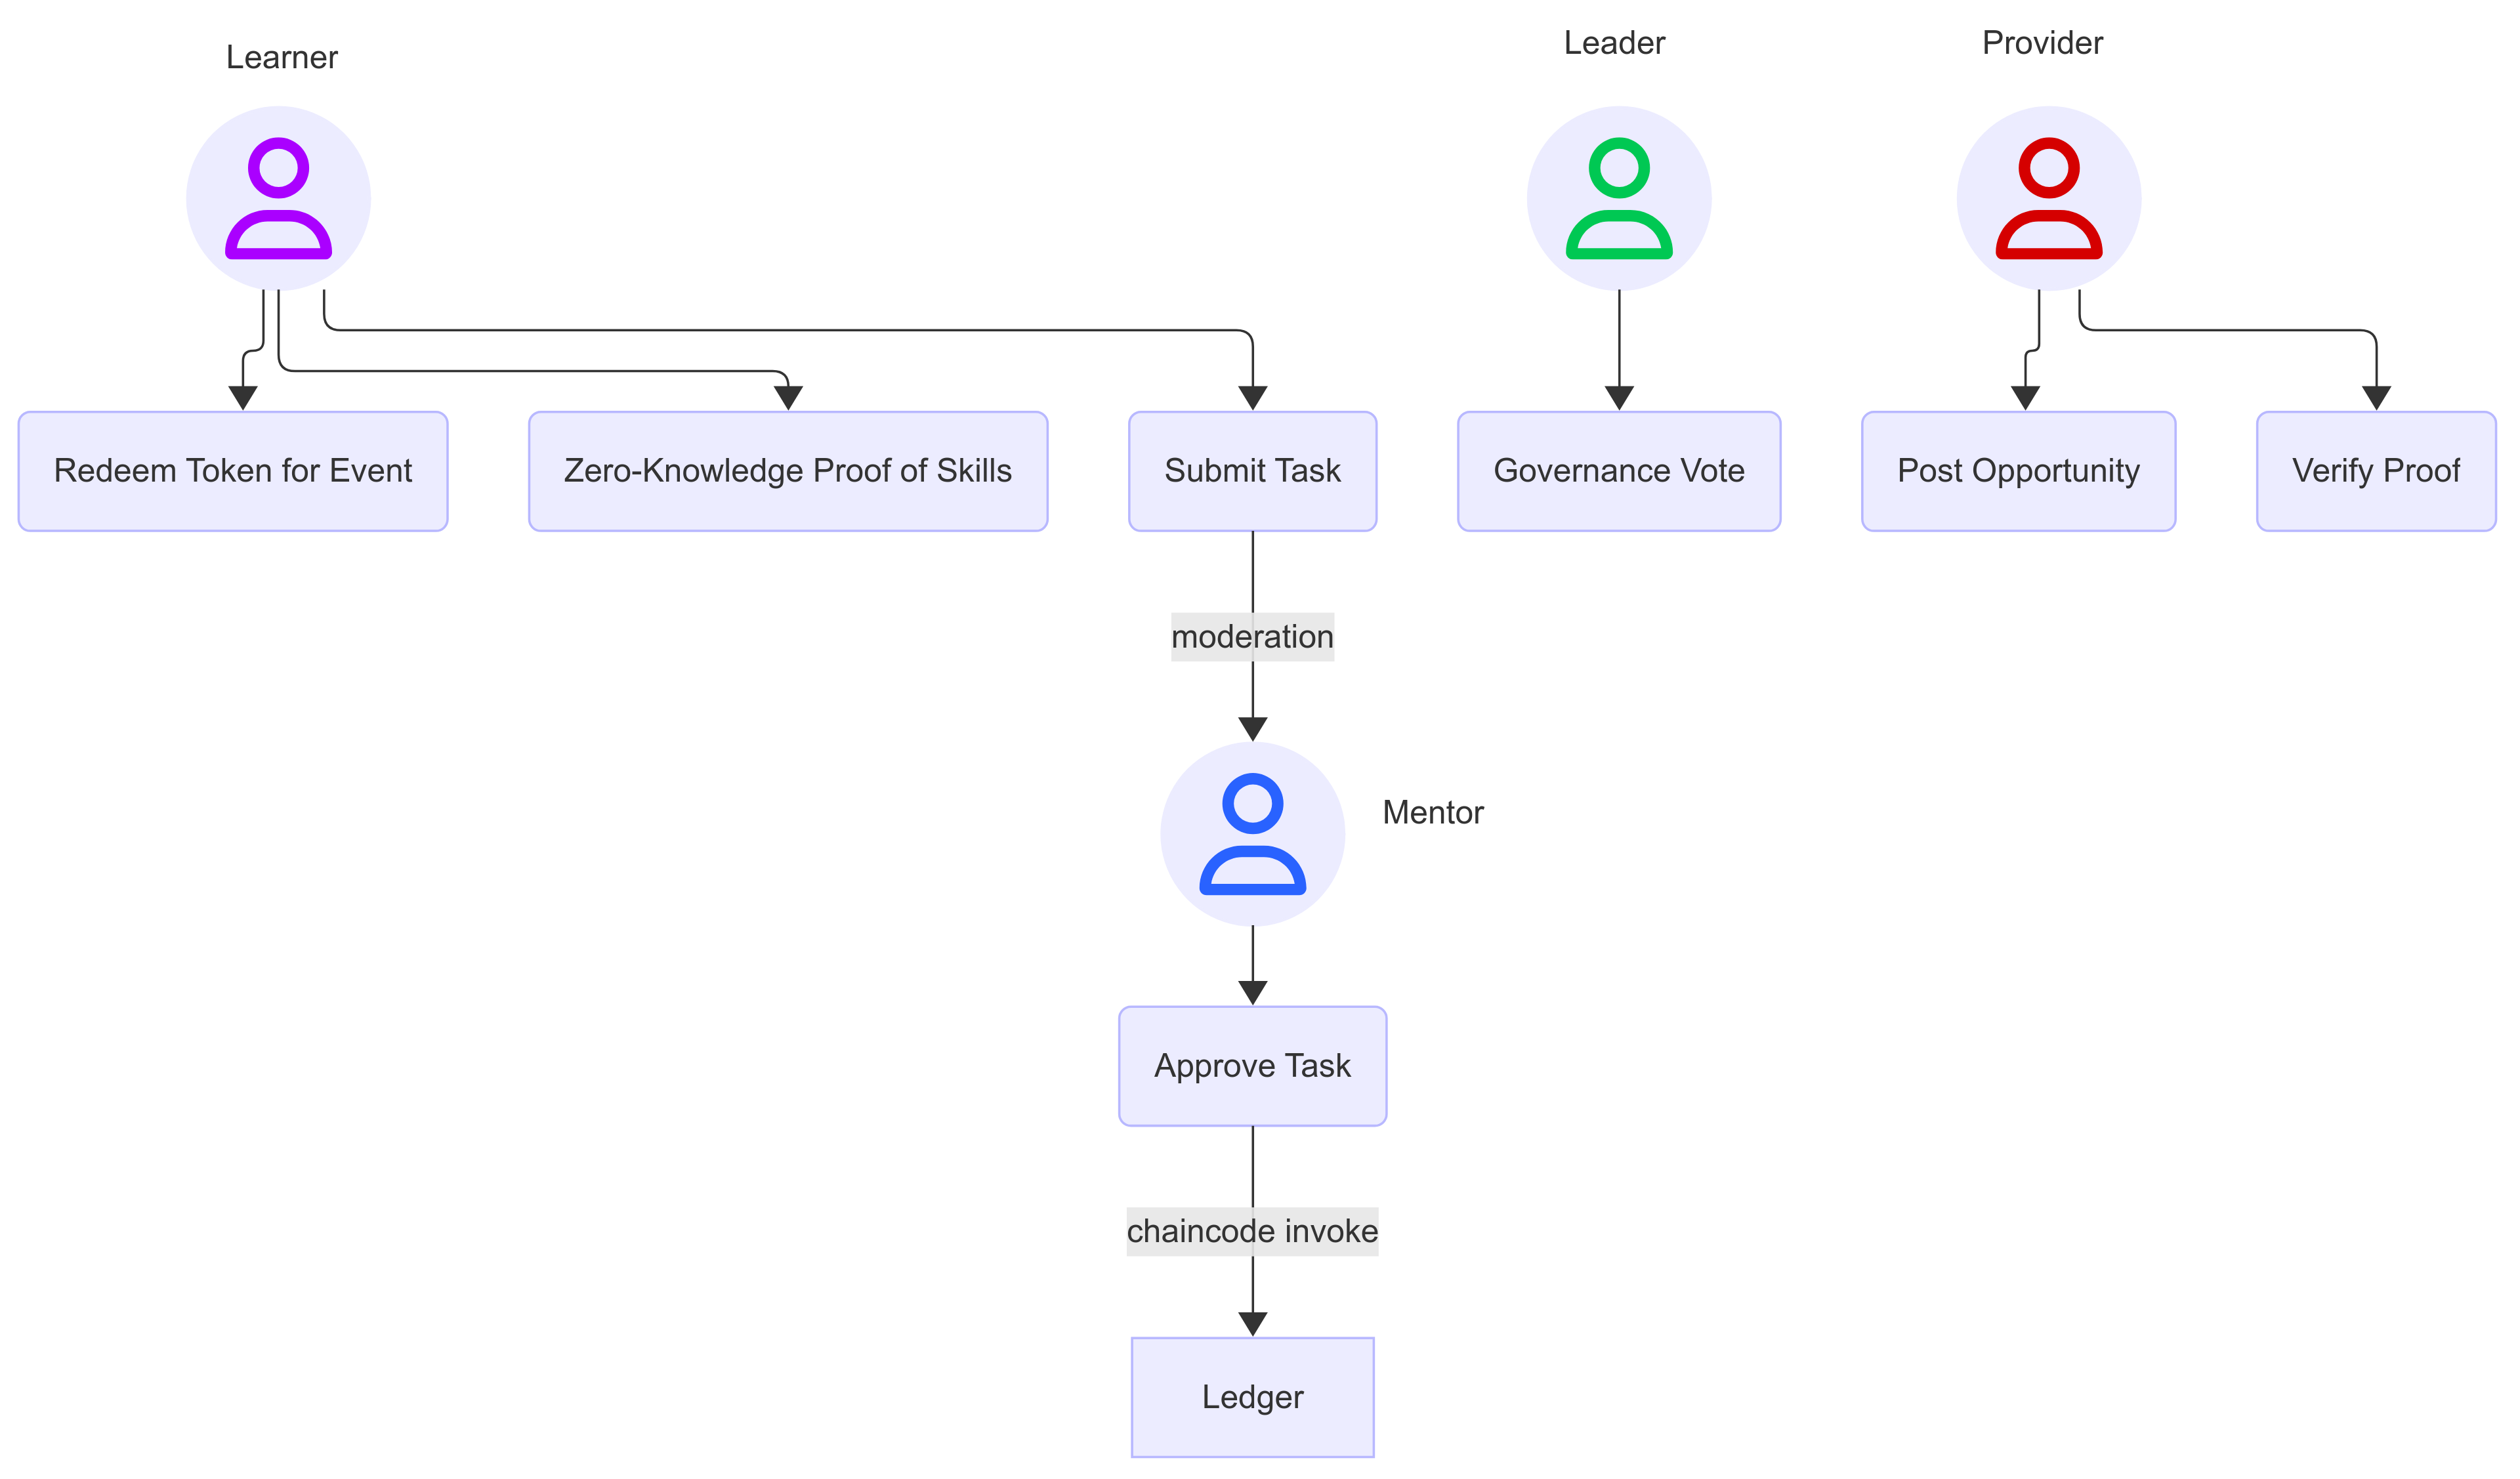 Learner
Leader
Provider
Redeem Token for Event
Zero-Knowledge Proof of Skills
Submit Task
Governance Vote
Post Opportunity
Verify Proof
moderation
Mentor
Approve Task
chaincode invoke
Ledger